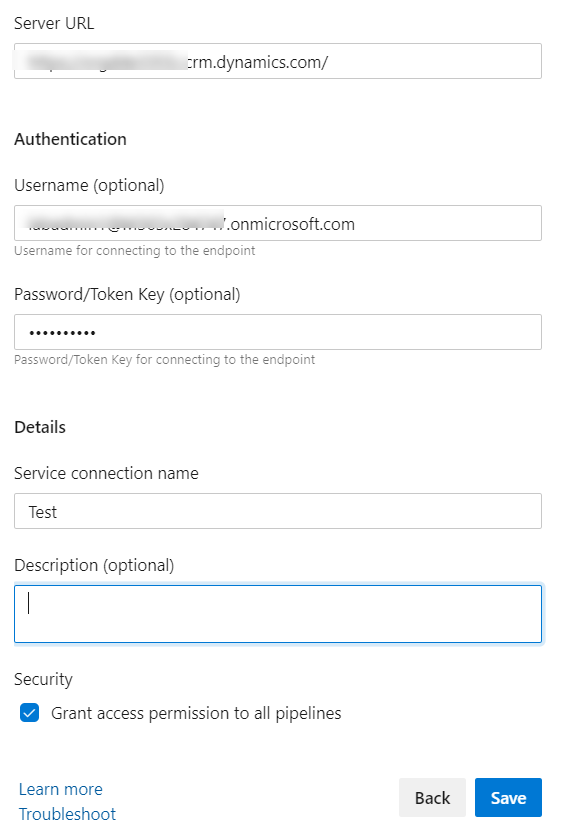 Server URL
crm.dynamics.com/
Authentication
Username (optional)
.onmicrosoft.com
Username for connecting to the endpoint
Password/Token Key (optional)
••••••••••
Password/Token Key for connecting to the endpoint
Details
Service connection name
Test
Description (optional)
Security
Grant access permission to all pipelines
Learn more
Back
Save
Troubleshoot